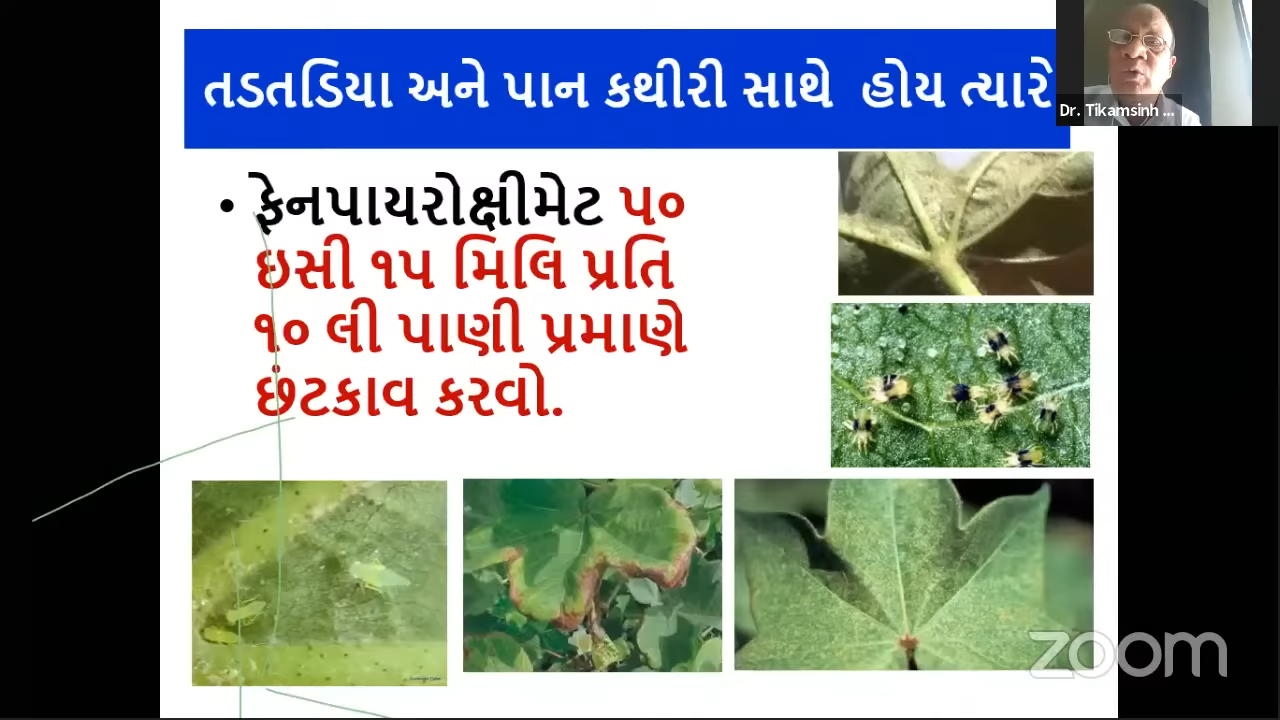 તડતડિયા અને પાન કથીરી સાથે હોય ત્યારે
Dr. Tikamsinh ...
• ફેનપાયરોક્ષીમેટ ૫૦
ઇસી ૧૫ મિલિ પ્રતિ
૧૦ લી પાણી પ્રમાણે
છંટકાવ કરવો.
zoom